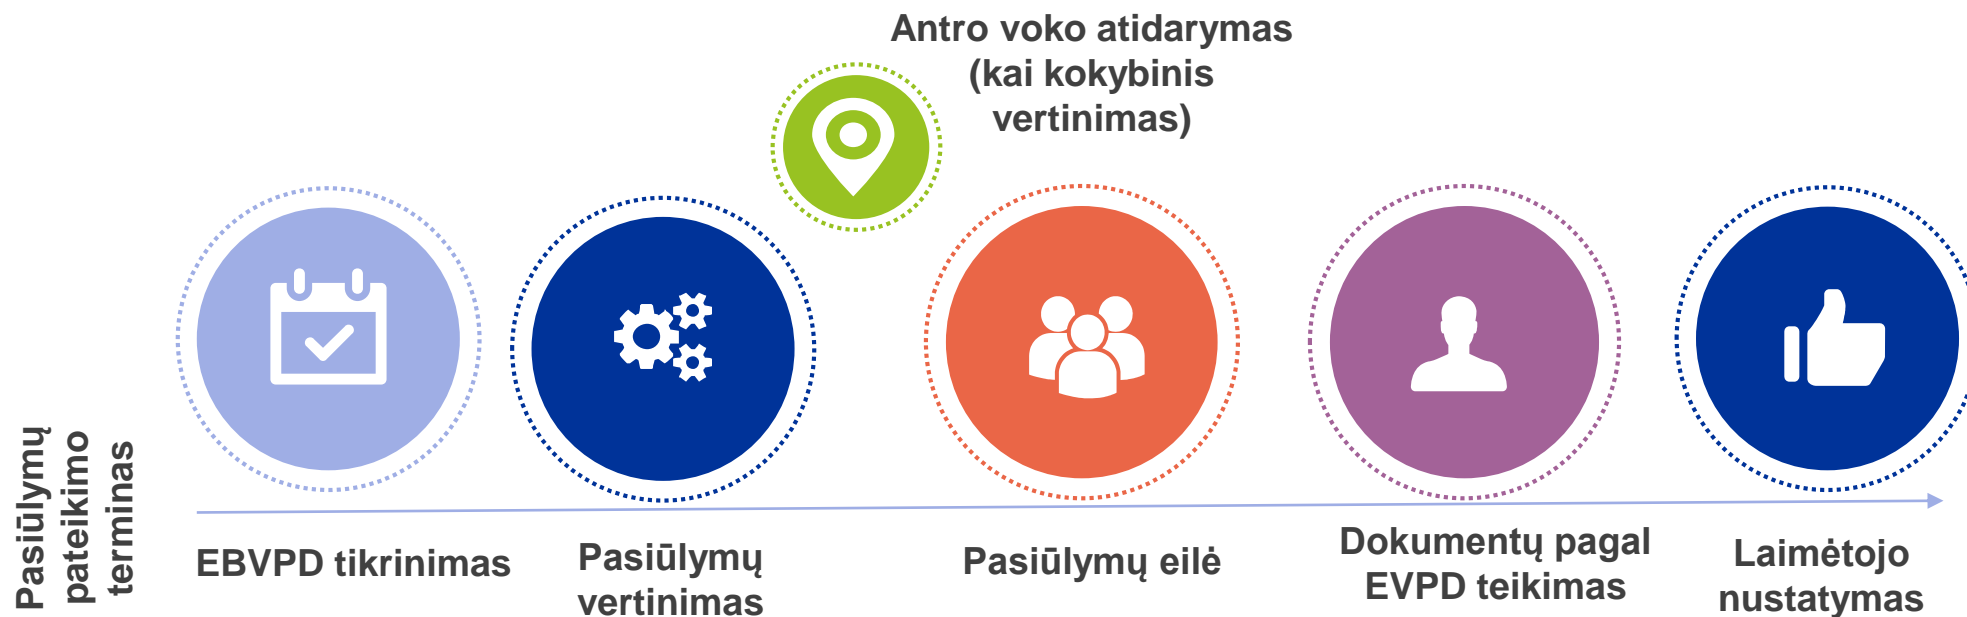 Antro voko atidarymas
(kai kokybinis
vertinimas)
Pasiūlymų
pateikimo
terminas
EBVPD tikrinimas
Pasiūlymų
vertinimas
Pasiūlymų eilė
Dokumentų pagal
EVPD teikimas
Laimėtojo
nustatymas